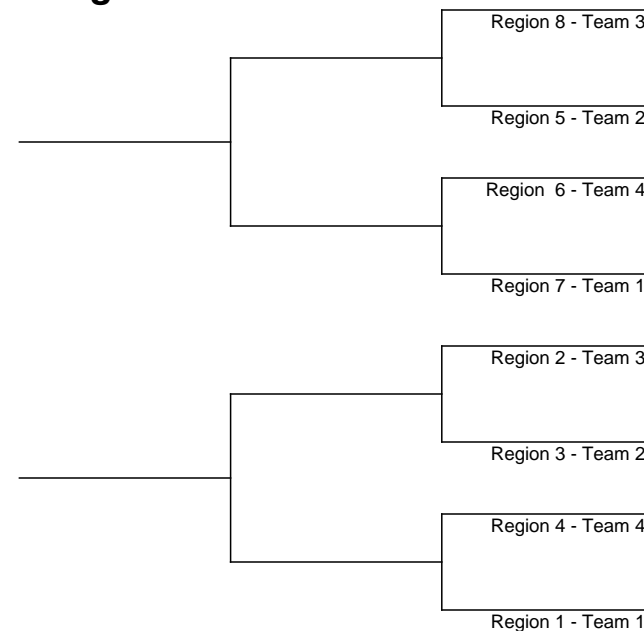 Region 8 - Team 3
Region 5 - Team 2
Region  6 - Team 4
Region 7 - Team 1
Region 2 - Team 3
Region 3 - Team 2
Region 4 - Team 4
Region 1 - Team 1